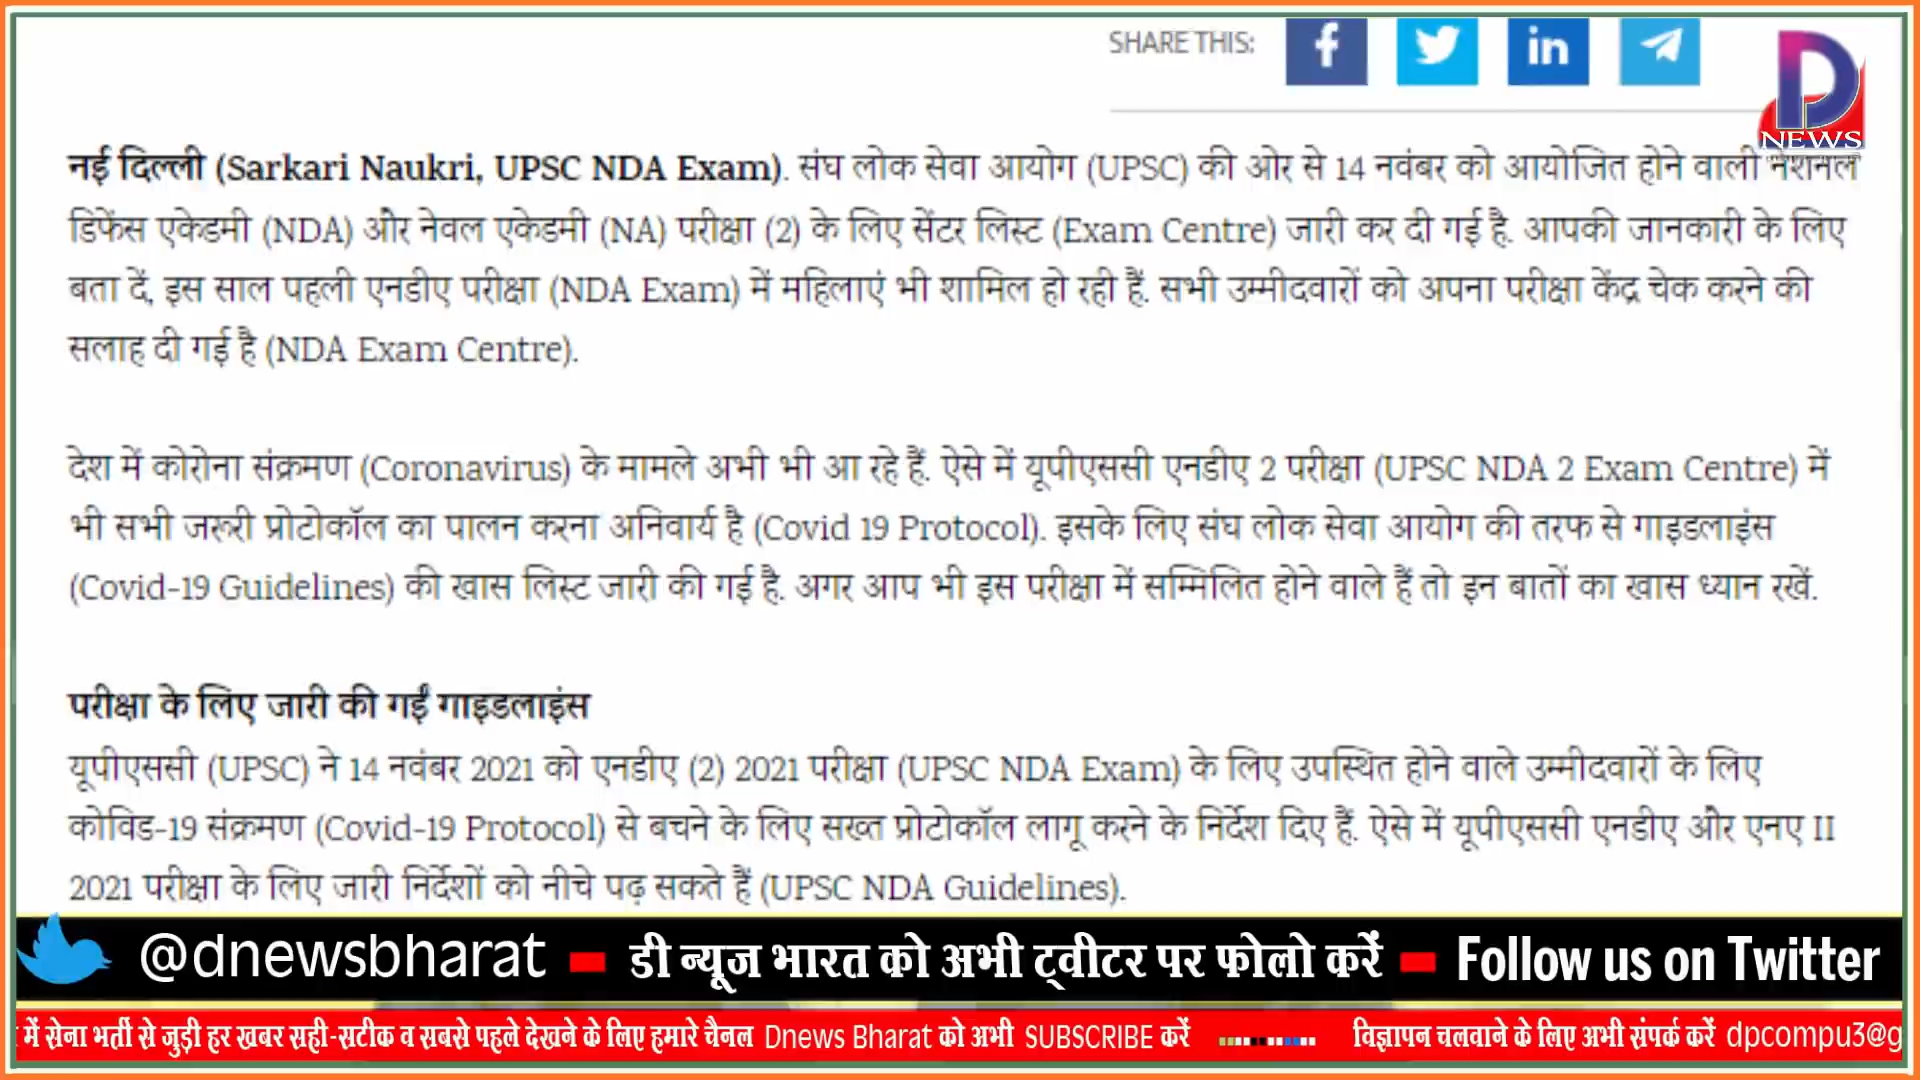 SHARE THIS:
D
NEWS
नई दिल्ली (Sarkari Naukri, UPSC NDA Exam). संघ लोक सेवा आयोग (UPSC) की ओर से 14 नवंबर को आयोजित होने वाली नेशनल
डिफेंस एकेडमी (NDA) और नेवल एकेडमी (NA) परीक्षा (2) के लिए सेंटर लिस्ट (Exam Centre) जारी कर दी गई है. आपकी जानकारी के लिए
बता दें, इस साल पहली एनडीए परीक्षा (NDA Exam) में महिलाएं भी शामिल हो रही हैं. सभी उम्मीदवारों को अपना परीक्षा केंद्र चेक करने की
सलाह दी गई है (NDA Exam Centre).
देश में कोरोना संक्रमण (Coronavirus) के मामले अभी भी आ रहे हैं. ऐसे में यूपीएससी एनडीए 2 परीक्षा (UPSC NDA 2 Exam Centre) में
भी सभी जरूरी प्रोटोकॉल का पालन करना अनिवार्य है (Covid 19 Protocol). इसके लिए संघ लोक सेवा आयोग की तरफ से गाइडलाइंस
(Covid-19 Guidelines) की खास लिस्ट जारी की गई है. अगर आप भी इस परीक्षा में सम्मिलित होने वाले हैं तो इन बातों का खास ध्यान रखें.
परीक्षा के लिए जारी की गईं गाइडलाइंस
यूपीएससी (UPSC) ने 14 नवंबर 2021 को एनडीए (2) 2021 परीक्षा (UPSC NDA Exam) के लिए उपस्थित होने वाले उम्मीदवारों के लिए
कोविड-19 संक्रमण (Covid-19 Protocol) से बचने के लिए सख्त प्रोटोकॉल लागू करने के निर्देश दिए हैं. ऐसे में यूपीएससी एनडीए और एनए II
2021 परीक्षा के लिए जारी निर्देशों को नीचे पढ़ सकते हैं (UPSC NDA Guidelines).
@dnewsbharat - डी न्यूज भारत को अभी ट्वीटर पर फोलो करें - Follow us on Twitter
में सेना भर्ती से जुड़ी हर खबर सही-सटीक व सबसे पहले देखने के लिए हमारे चैनल Dnews Bharat को अभी SUBSCRIBE करें विज्ञापन चलवाने के लिए अभी संपर्क करें dpcompu3@g